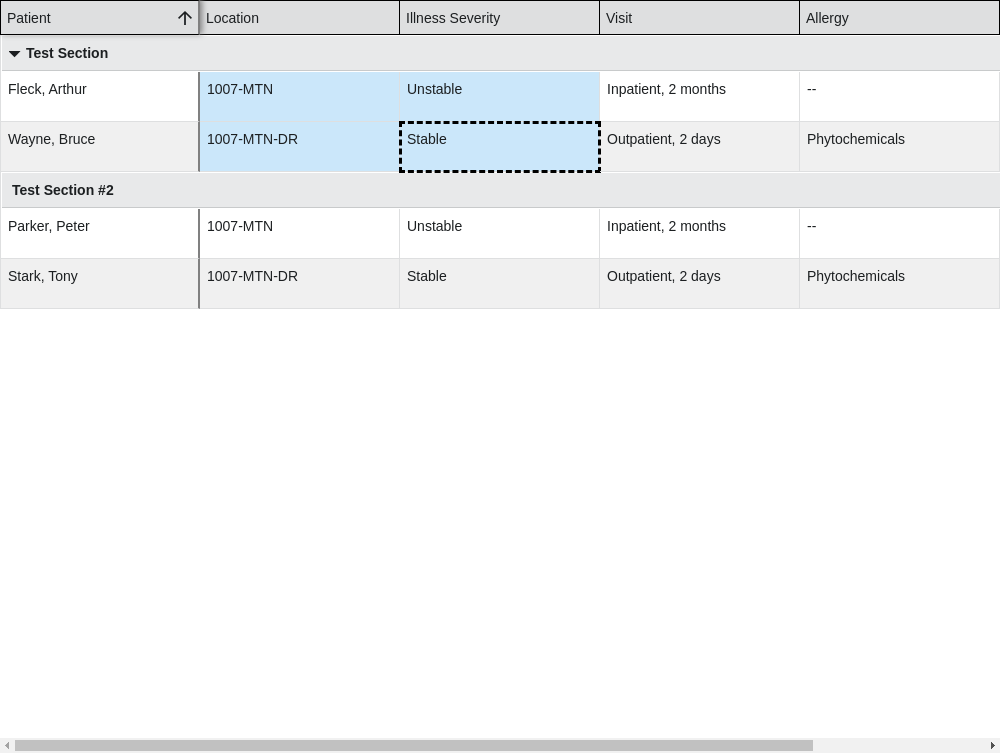 Patient Location Illness Severity Visit Allergy
Test Section
Fleck, Arthur 1007-MTN Unstable Inpatient, 2 months --
Wayne, Bruce 1007-MTN-DR Stable Outpatient, 2 days Phytochemicals
Test Section #2
Parker, Peter 1007-MTN Unstable Inpatient, 2 months --
Stark, Tony 1007-MTN-DR Stable Outpatient, 2 days Phytochemicals